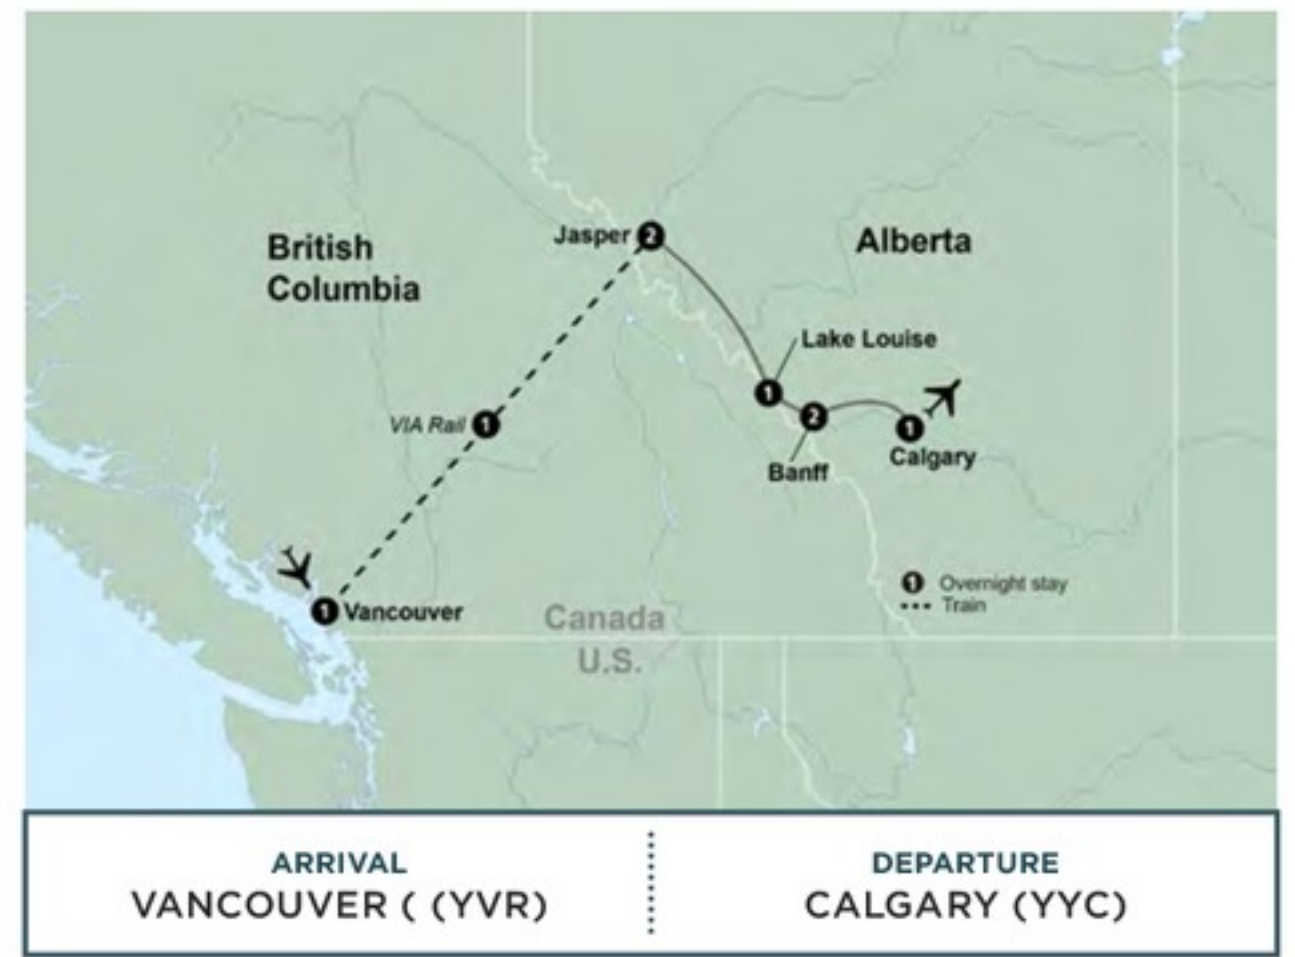 British
Columbia
Jasper 2
Alberta
Lake Louise
1
2
VIA Rail 1
1
Banff
Calgary
1 Overnight stay
Train
1 Vancouver
Canada
U.S.
ARRIVAL
VANCOUVER ( (YVR)
DEPARTURE
CALGARY (YYC)